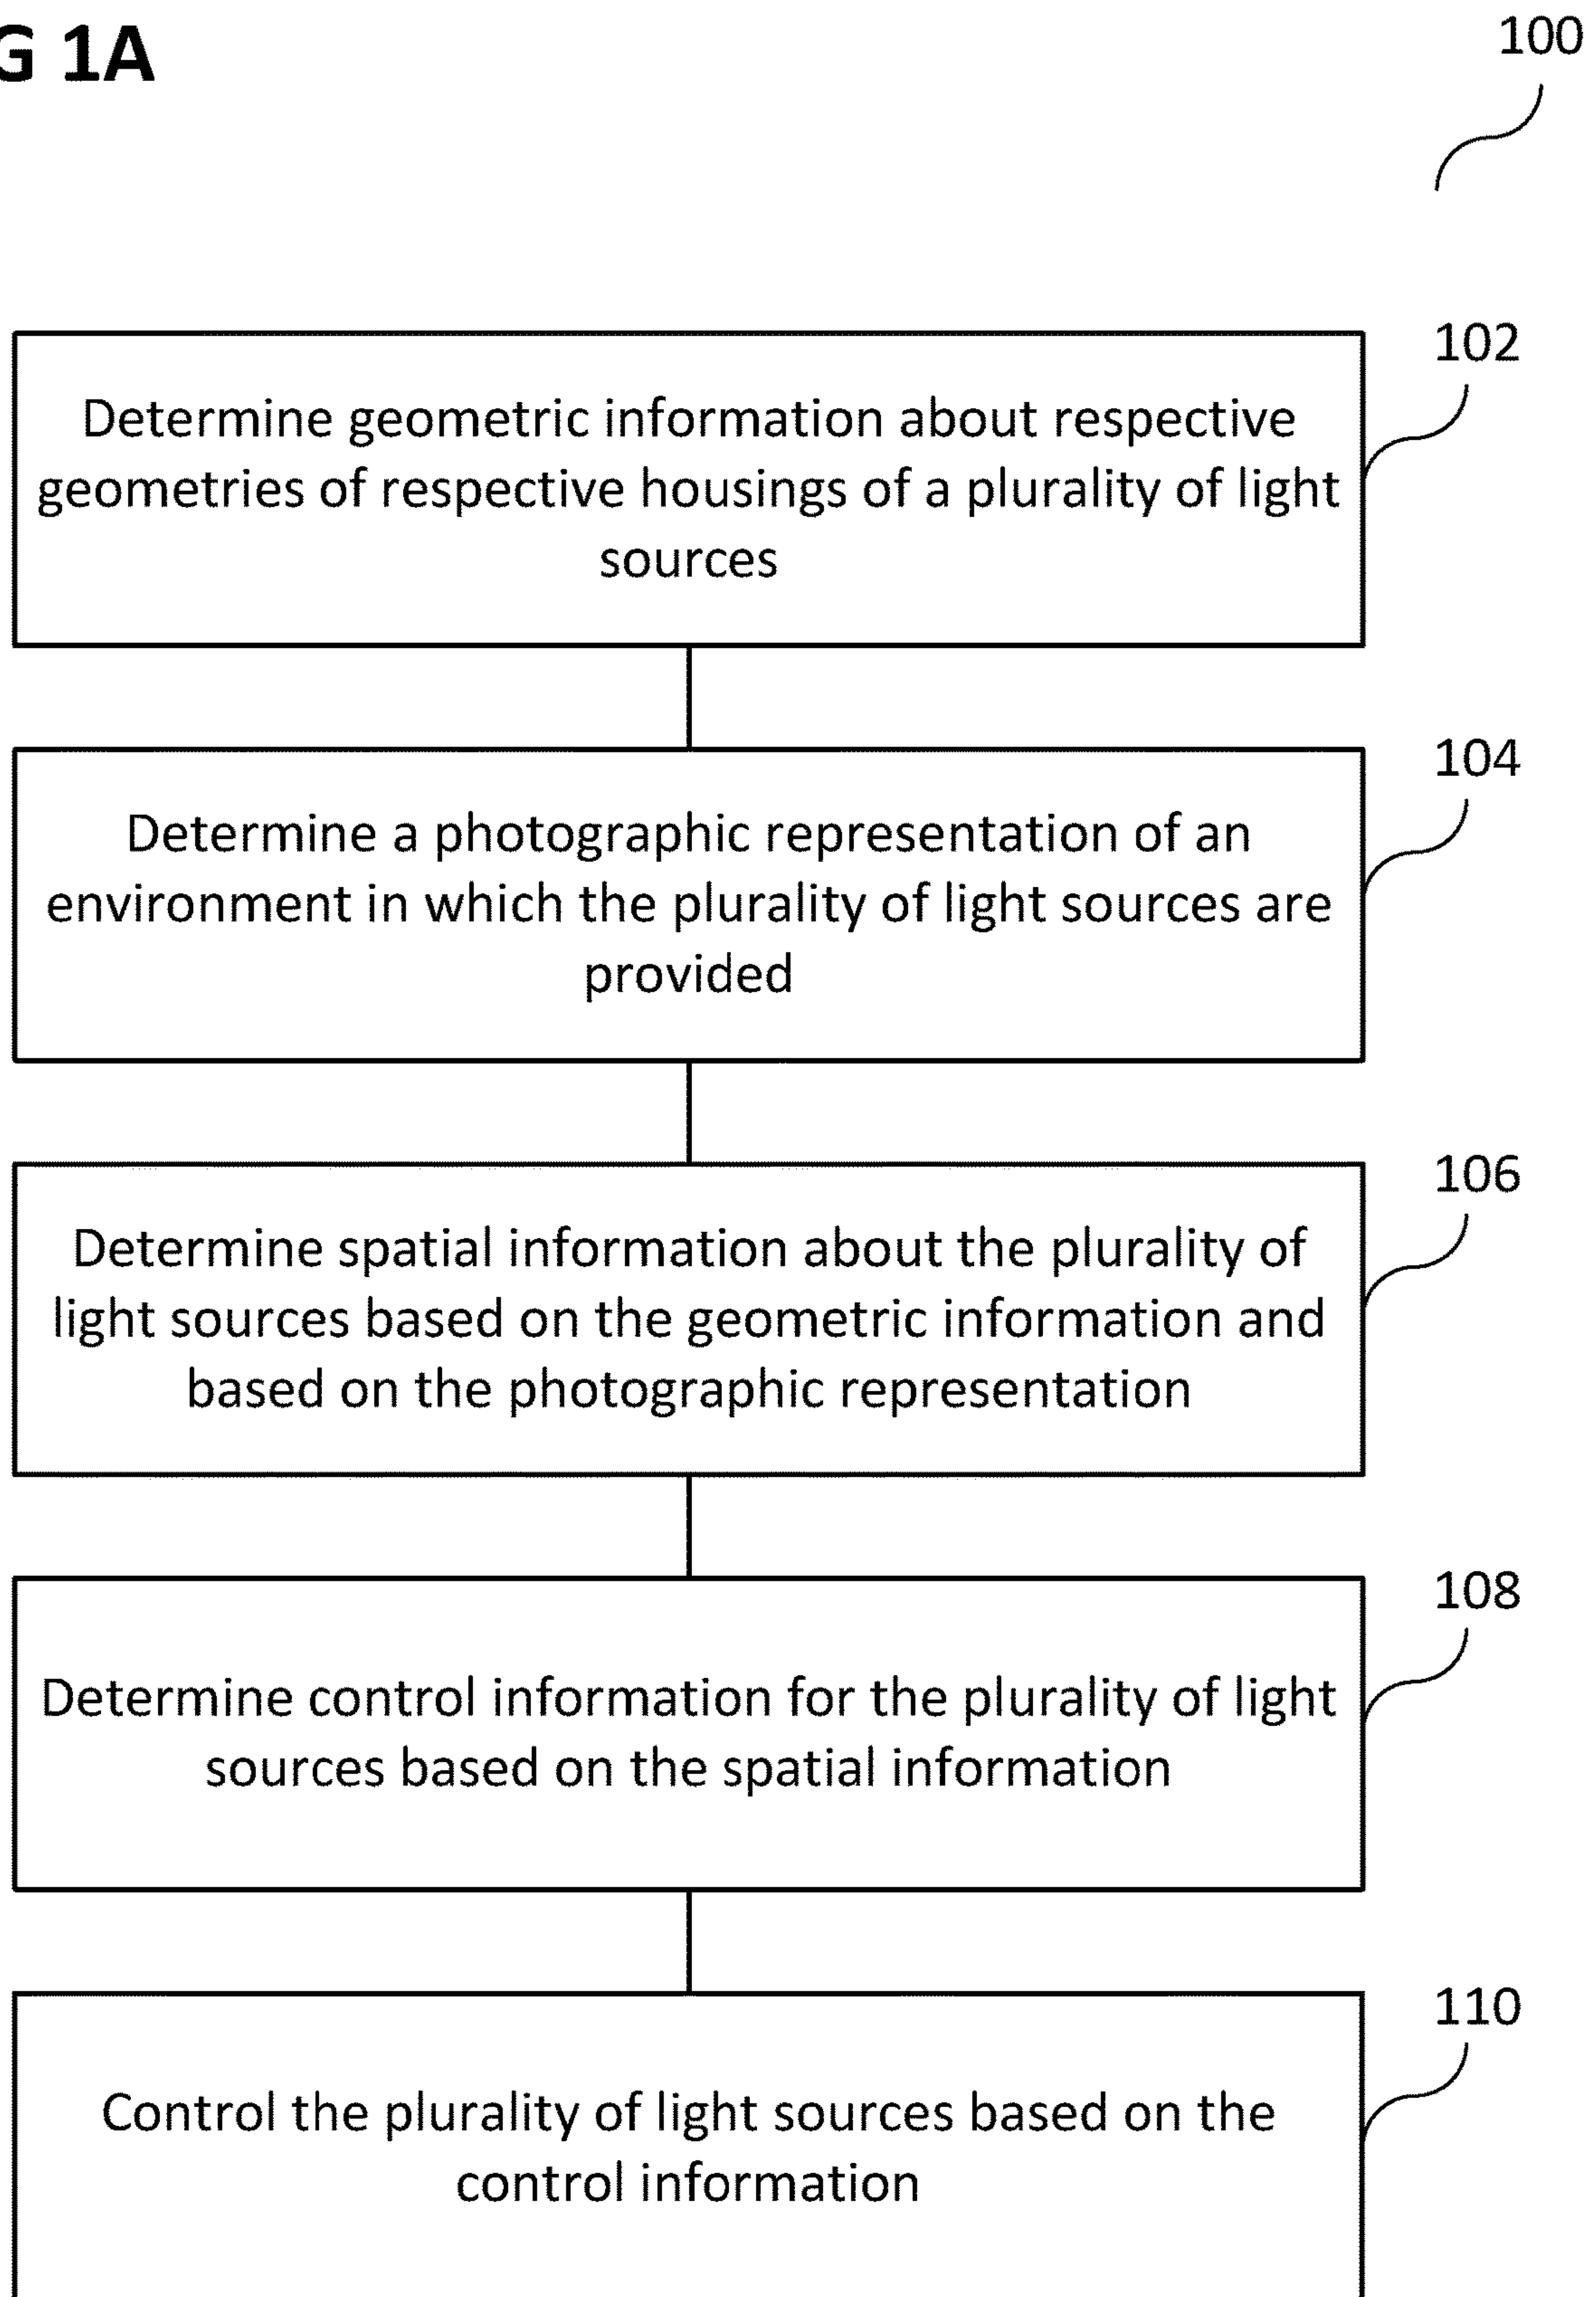 G 1A
100
102
Determine geometric information about respective
geometries of respective housings of a plurality of light
sources
104
Determine a photographic representation of an
environment in which the plurality of light sources are
provided
106
Determine spatial information about the plurality of
light sources based on the geometric information and
based on the photographic representation
108
Determine control information for the plurality of light
sources based on the spatial information
110
Control the plurality of light sources based on the
control information